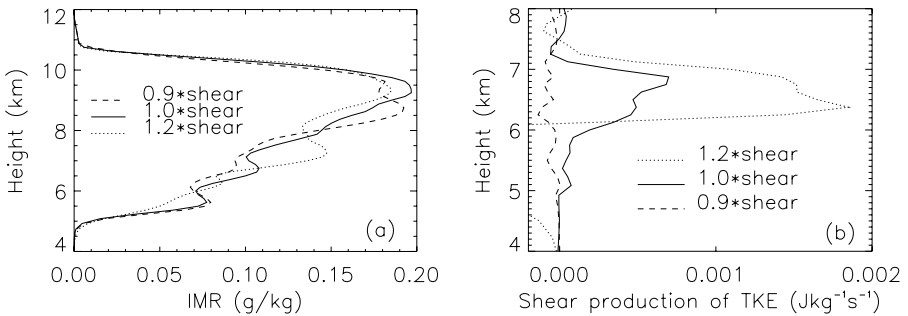 12
10
8
6
4
Height (km)
0.9*shear
1.0*shear
1.2*shear
(a)
0.00 0.05 0.10 0.15 0.20
IMR (g/kg)
8
7
6
5
4
Height (km)
1.2*shear
1.0*shear
0.9*shear
(b)
0.000 0.001 0.002
Shear production of TKE (Jkg⁻¹s⁻¹)